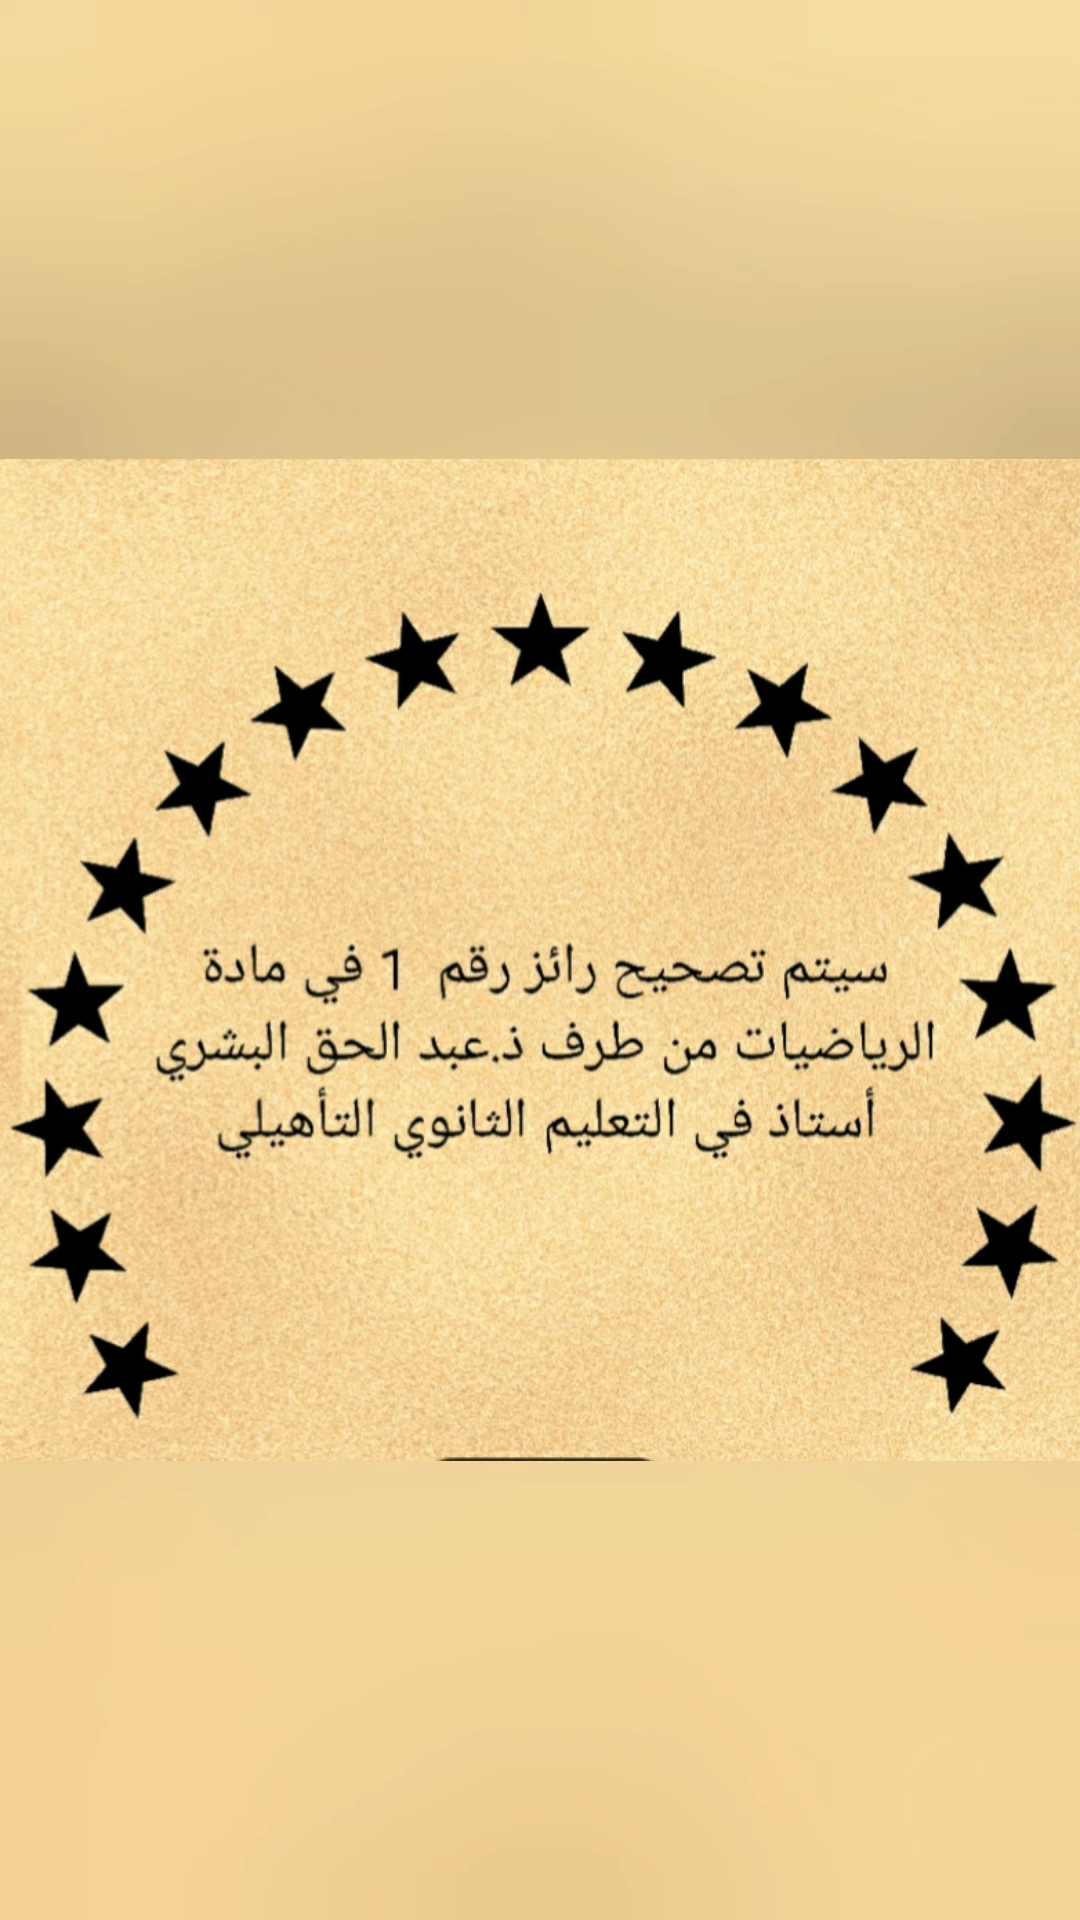 سيتم تصحيح رائز رقم 1 في مادة
الرياضيات من طرف ذ.عبد الحق البشري
أستاذ في التعليم الثانوي التأهيلي